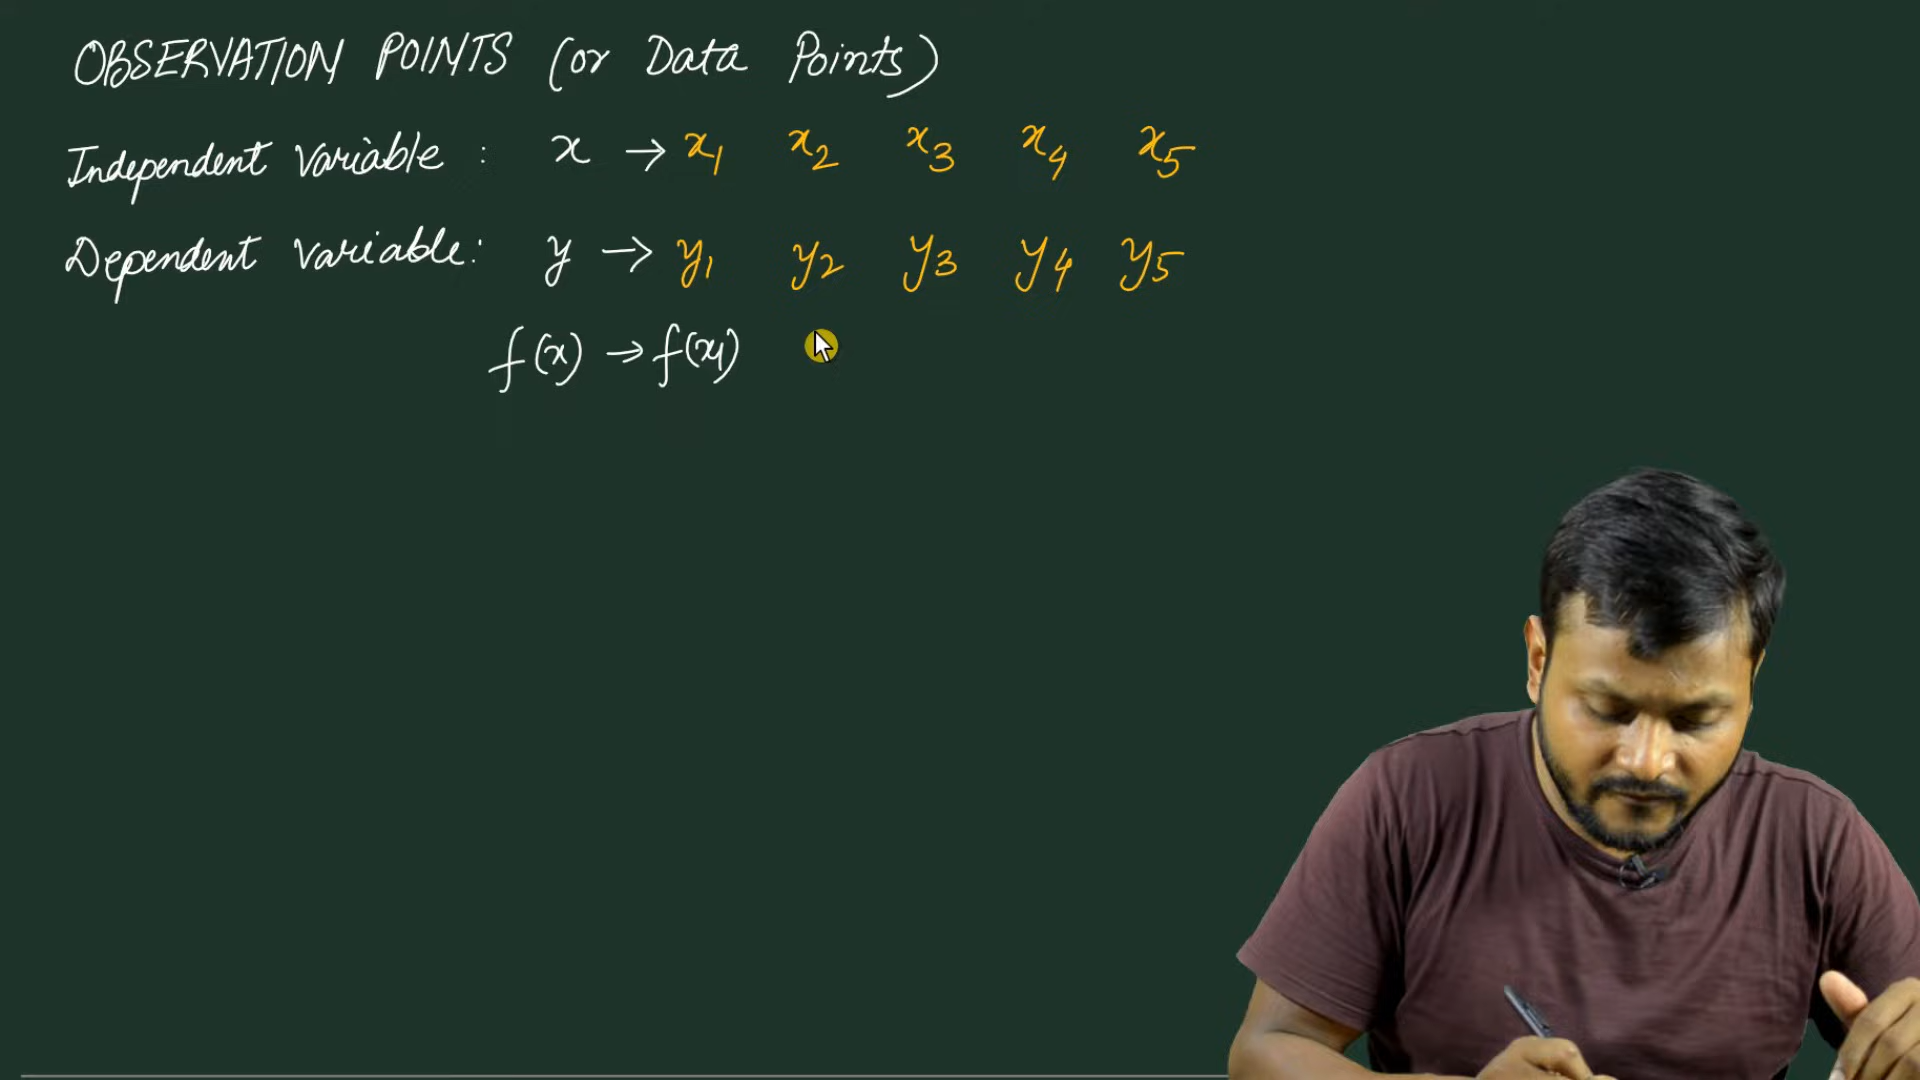 OBSERVATION POINTS (or Data Points)
Independent Variable : x → x₁ x₂ x₃ x₄ x₅
Dependent Variable : y → y₁ y₂ y₃ y₄ y₅
f(x) → f(x₁)